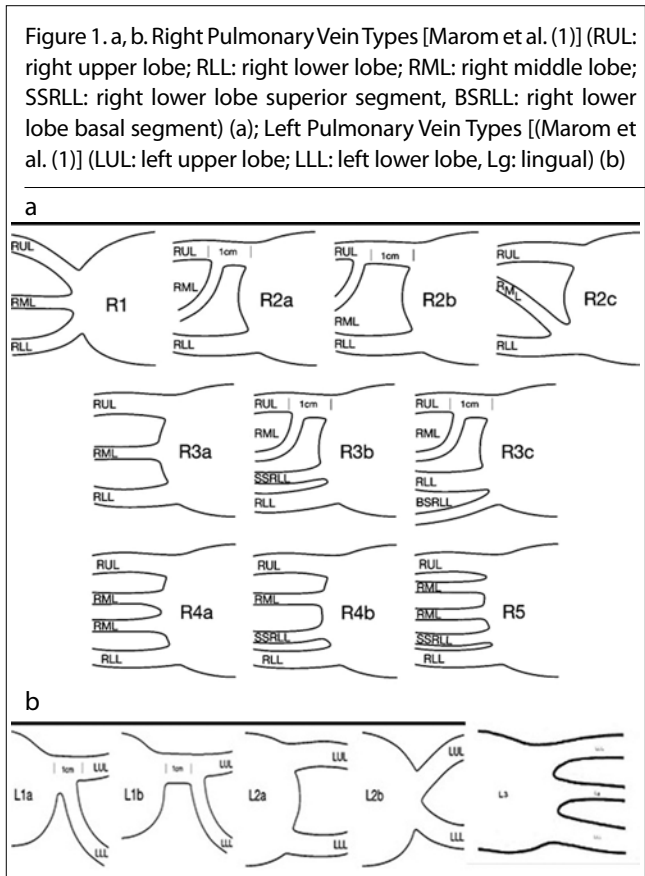 Figure 1. a, b. Right Pulmonary Vein Types [Marom et al. (1)] (RUL:
right upper lobe; RLL: right lower lobe; RML: right middle lobe;
SSRLL: right lower lobe superior segment, BSRLL: right lower
lobe basal segment) (a); Left Pulmonary Vein Types [(Marom et
al. (1)] (LUL: left upper lobe; LLL: left lower lobe, Lg: lingual) (b)
a
RUL
RML
RLL
R1
RUL
|1cm|
RML
RLL
R2a
RUL
|1cm|
RML
RLL
R2b
RUL
RML
RLL
R2c
RUL
RML
RLL
R3a
RUL
|1cm|
RML
SSRLL
RLL
R3b
RUL
|1cm|
RML
RLL
BSRLL
R3c
RUL
RML
RML
RLL
R4a
RUL
RML
SSRLL
RLL
R4b
RUL
RML
RML
SSRLL
RLL
R5
b
L1a
|1cm|
LUL
LLL
L1b
|1cm|
LUL
LLL
L2a
LUL
LLL
L2b
LUL
LLL
L3